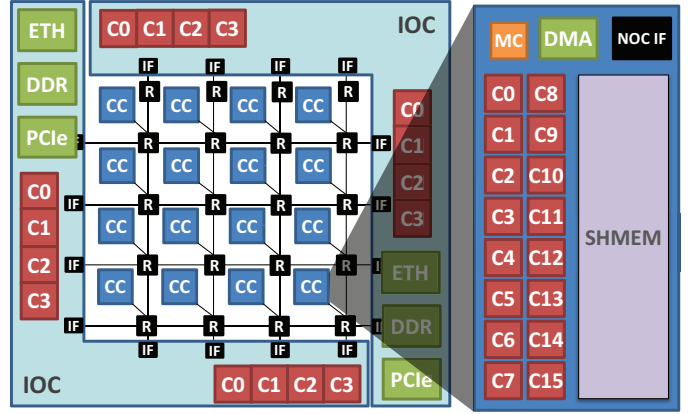 ETH
DDR
PCIe
C0 C1 C2 C3
IOC
IF IF IF IF
R R R R
CC CC CC CC
IF R R R R IF
CC CC CC CC
IF R R R R IF
CC CC CC CC
IF R R R R IF
CC CC CC CC
IF R R R R IF
IF IF IF IF
C0
C1
C2
C3
IOC
C0 C1 C2 C3
C0
C1
C2
C3
ETH
DDR
PCIe
MC DMA NOC IF
C0 C8
C1 C9
C2 C10
C3 C11
C4 C12
C5 C13
C6 C14
C7 C15
SHMEM